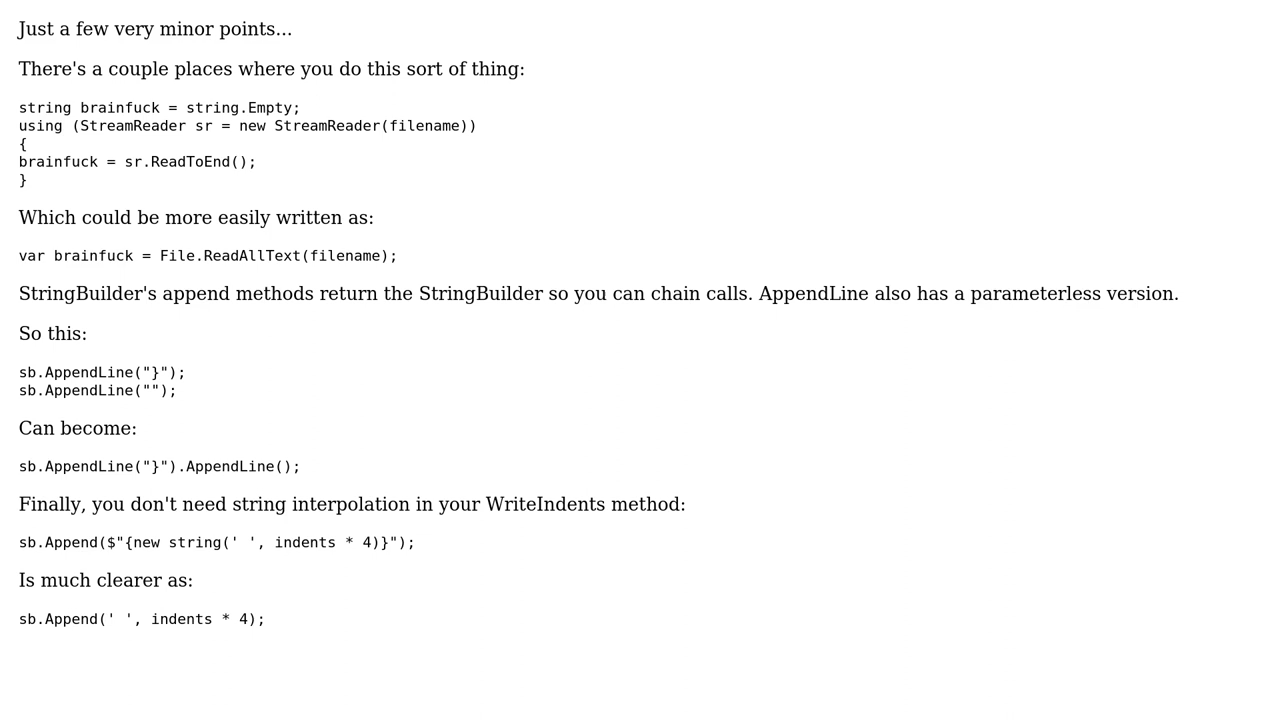 Just a few very minor points...
There's a couple places where you do this sort of thing:
string brainfuck = string.Empty;
using (StreamReader sr = new StreamReader(filename))
{
brainfuck = sr.ReadToEnd();
}
Which could be more easily written as:
var brainfuck = File.ReadAllText(filename);
StringBuilder's append methods return the StringBuilder so you can chain calls. AppendLine also has a parameterless version.
So this:
sb.AppendLine("}");
sb.AppendLine("");
Can become:
sb.AppendLine("}").AppendLine();
Finally, you don't need string interpolation in your WriteIndents method:
sb.Append($"{new string(' ', indents * 4)}");
Is much clearer as:
sb.Append(' ', indents * 4);